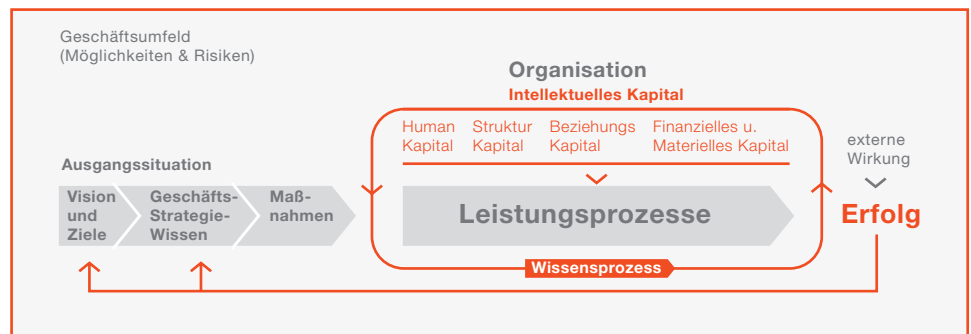 Geschäftsumfeld
(Möglichkeiten & Risiken)
Organisation
Intellektuelles Kapital
Human
Kapital
Struktur
Kapital
Beziehungs
Kapital
Finanzielles u.
Materielles Kapital
externe
Wirkung
Ausgangssituation
Vision
und
Ziele
Geschäfts-
Strategie-
Wissen
Maß-
nahmen
Leistungsprozesse
Erfolg
Wissensprozess